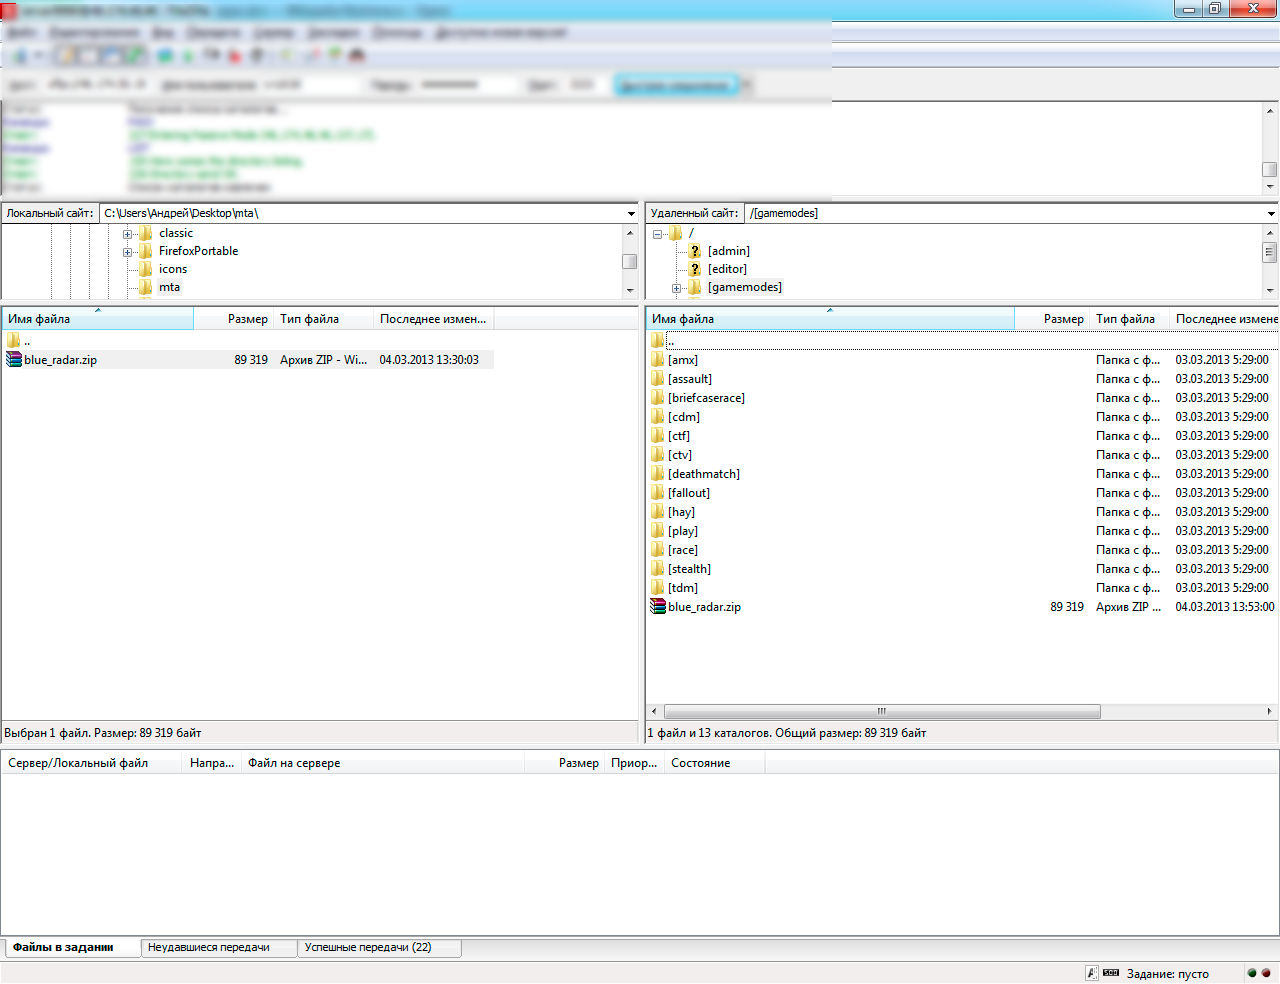 Локальный сайт: C:\Users\Андрей\Desktop\mta\
classic
FirefoxPortable
icons
mta
Удаленный сайт: /[gamemodes]
/
[admin]
[editor]
[gamemodes]
Имя файла Размер Тип файла Последнее измен...
..
blue_radar.zip 89 319 Архив ZIP - Wi... 04.03.2013 13:30:03
Выбран 1 файл. Размер: 89 319 байт
Имя файла Размер Тип файла Последнее измене
..
[amx] Папка с ф... 03.03.2013 5:29:00
[assault] Папка с ф... 03.03.2013 5:29:00
[briefcaserace] Папка с ф... 03.03.2013 5:29:00
[cdm] Папка с ф... 03.03.2013 5:29:00
[ctf] Папка с ф... 03.03.2013 5:29:00
[ctv] Папка с ф... 03.03.2013 5:29:00
[deathmatch] Папка с ф... 03.03.2013 5:29:00
[fallout] Папка с ф... 03.03.2013 5:29:00
[hay] Папка с ф... 03.03.2013 5:29:00
[play] Папка с ф... 03.03.2013 5:29:00
[race] Папка с ф... 03.03.2013 5:29:00
[stealth] Папка с ф... 03.03.2013 5:29:00
[tdm] Папка с ф... 03.03.2013 5:29:00
blue_radar.zip 89 319 Архив ZIP ... 04.03.2013 13:53:00
1 файл и 13 каталогов. Общий размер: 89 319 байт
Сервер/Локальный файл Напра... Файл на сервере Размер Приор... Состояние
Файлы в задании Неудавшиеся передачи Успешные передачи (22)
Задание: пусто